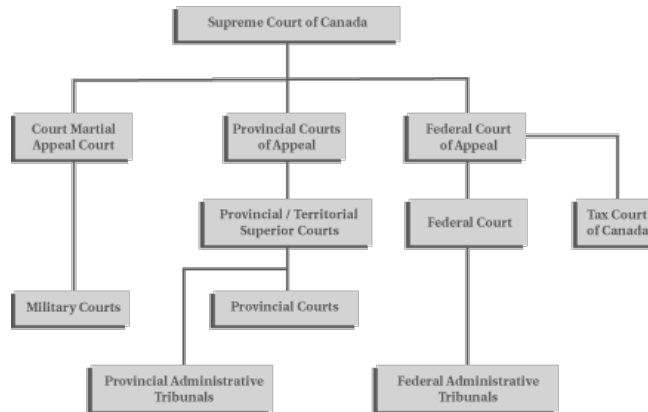 Supreme Court of Canada
Court Martial
Appeal Court
Provincial Courts
of Appeal
Federal Court
of Appeal
Provincial / Territorial
Superior Courts
Federal Court
Tax Court
of Canada
Military Courts
Provincial Courts
Provincial Administrative
Tribunals
Federal Administrative
Tribunals